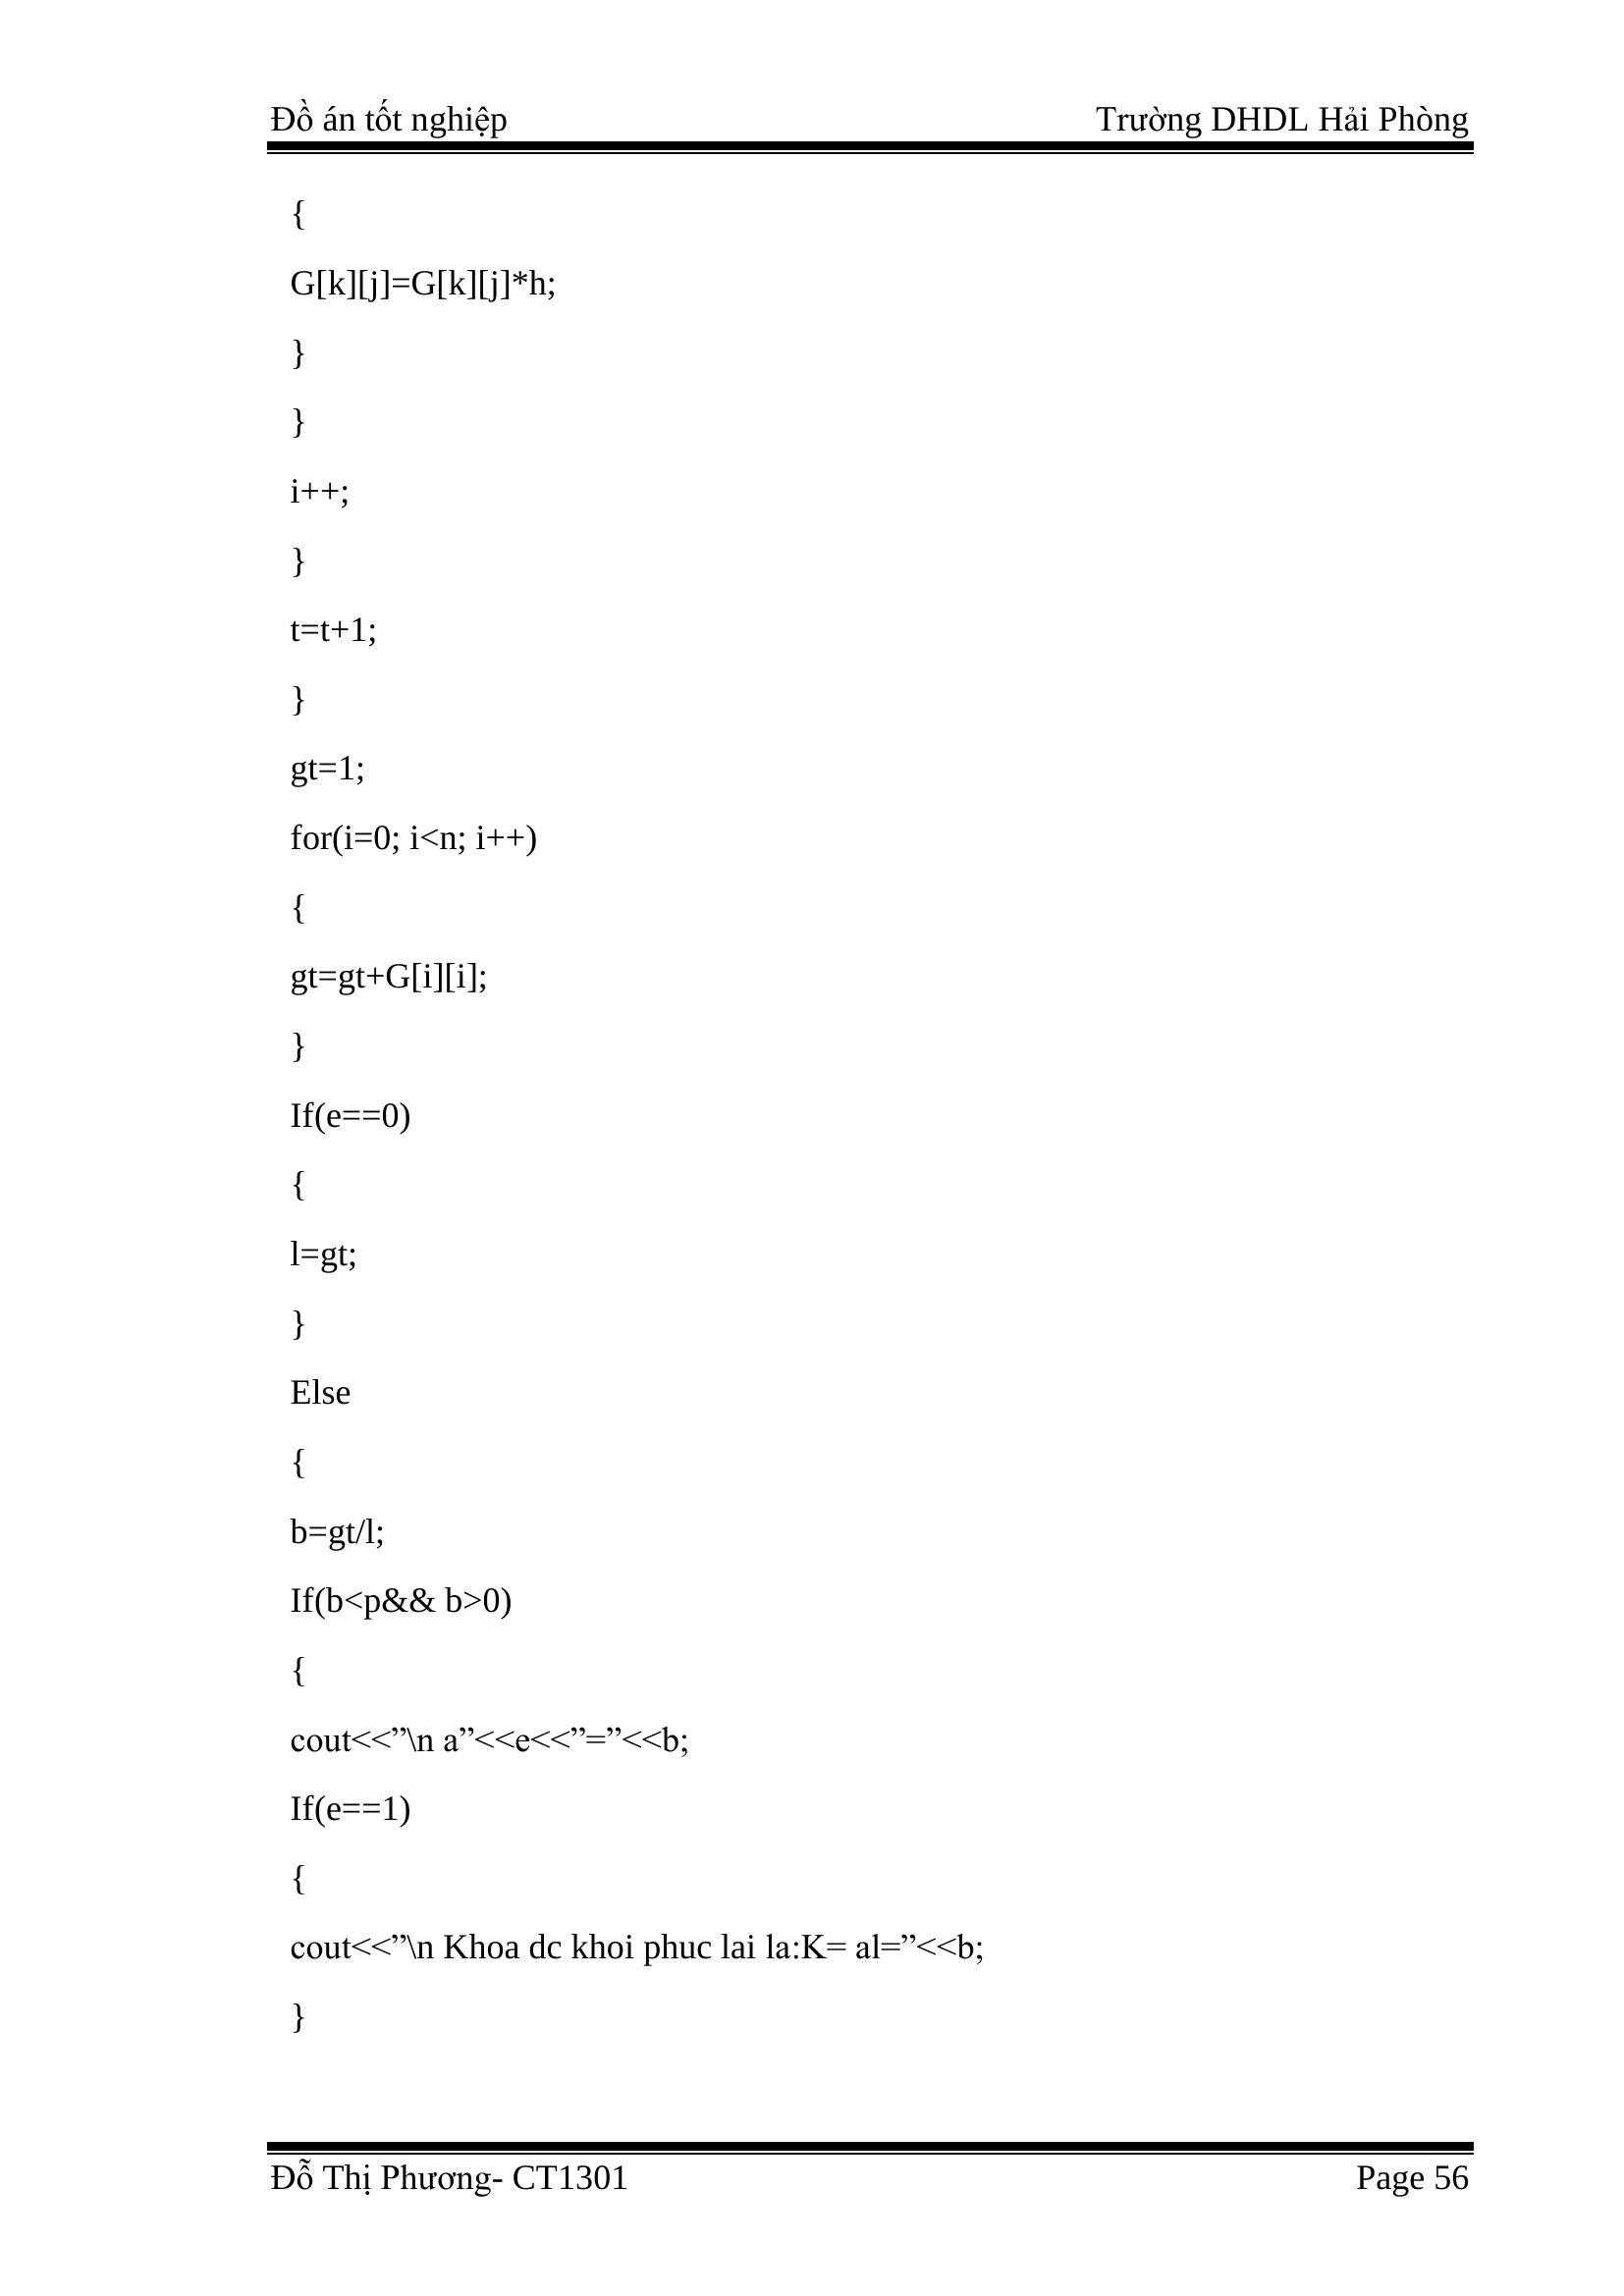 Đồ án tốt nghiệp Trường DHDL Hải Phòng
{
G[k][j]=G[k][j]*h;
}
}
i++;
}
t=t+1;
}
gt=1;
for(i=0; i<n; i++)
{
gt=gt+G[i][i];
}
If(e==0)
{
l=gt;
}
Else
{
b=gt/l;
If(b<p&& b>0)
{
cout<<”\n a”<<e<<”=”<<b;
If(e==1)
{
cout<<”\n Khoa dc khoi phuc lai la:K= al=”<<b;
}
Đỗ Thị Phương- CT1301 Page 56